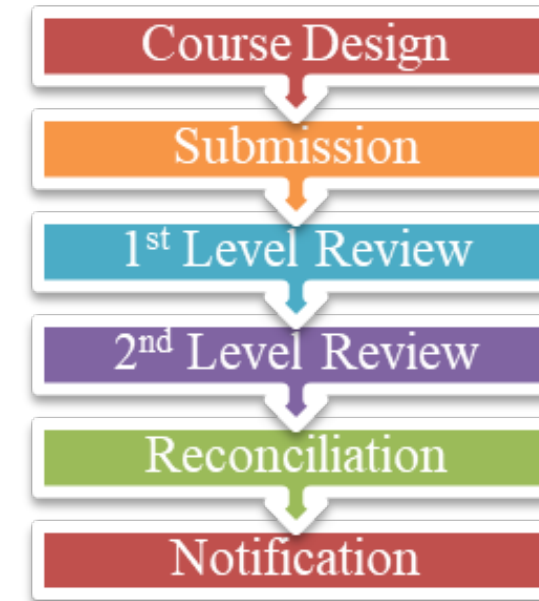 Course Design
Submission
1st Level Review
2nd Level Review
Reconciliation
Notification